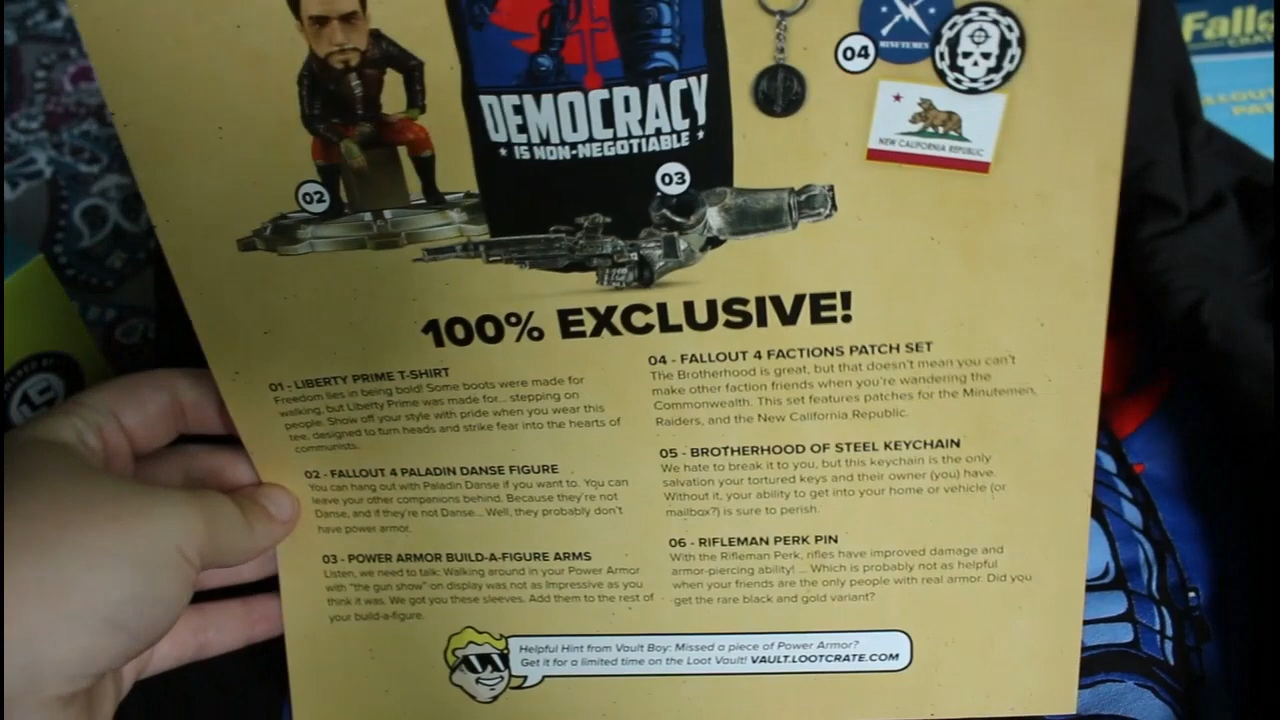 Fallo
DEMOCRACY
IS NON-NEGOTIABLE
04
MINUTEMEN
NEW CALIFORNIA REPUBLIC
02
03
100% EXCLUSIVE!
01 - LIBERTY PRIME T-SHIRT
Freedom lies in being bold! Some boots were made for
walking, but Liberty Prime was made for... stepping on
people. Show off your style with pride when you wear this
tee, designed to turn heads and strike fear into the hearts of
communists.
02 - FALLOUT 4 PALADIN DANSE FIGURE
You can hang out with Paladin Danse if you want to. You can
leave your other companions behind. Because they're not
Danse, and if they're not Danse... Well, they probably don't
have power armor.
03 - POWER ARMOR BUILD-A-FIGURE ARMS
Listen, we need to talk: Walking around in your Power Armor
with "the gun show" on display was not as impressive as you
think it was. We got you these sleeves. Add them to the rest of
your build-a-figure.
04 - FALLOUT 4 FACTIONS PATCH SET
The Brotherhood is great, but that doesn't mean you can't
make other faction friends when you're wandering the
Commonwealth. This set features patches for the Minutemen,
Raiders, and the New California Republic.
05 - BROTHERHOOD OF STEEL KEYCHAIN
We hate to break it to you, but this keychain is the only
salvation your tortured keys and their owner (you) have.
Without it, your ability to get into your home or vehicle (or
mailbox?) is sure to perish.
06 - RIFLEMAN PERK PIN
With the Rifleman Perk, rifles have improved damage and
armor-piercing ability! ... Which is probably not as helpful
when your friends are the only people with real armor. Did you
get the rare black and gold variant?
Helpful Hint from Vault Boy: Missed a piece of Power Armor?
Get it for a limited time on the Loot Vault! VAULT.LOOTCRATE.COM